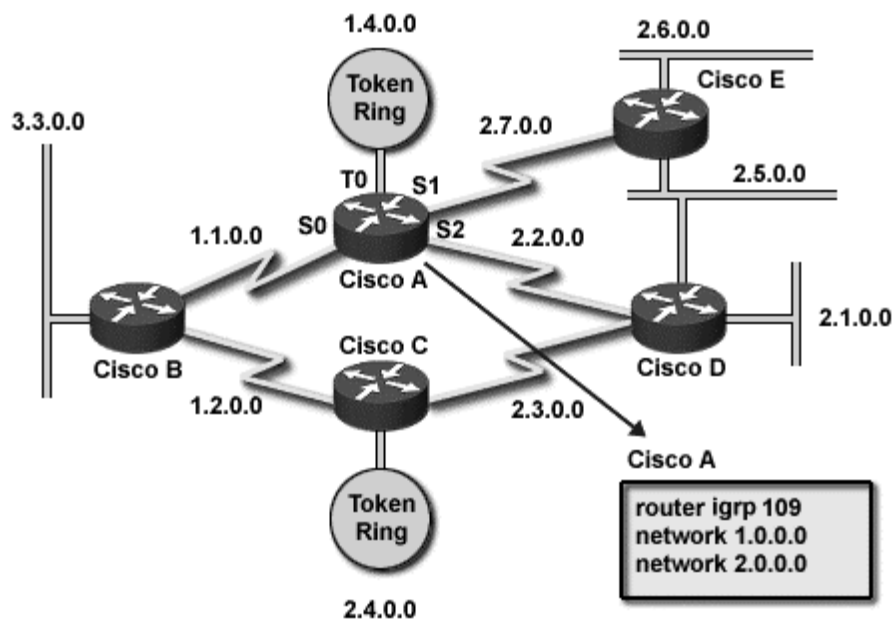 1.4.0.0
2.6.0.0
Token
Ring
Cisco E
3.3.0.0
2.7.0.0
T0
S1
2.5.0.0
S0
S2
1.1.0.0
2.2.0.0
Cisco A
2.1.0.0
Cisco B
Cisco C
Cisco D
1.2.0.0
2.3.0.0
Cisco A
Token
Ring
router igrp 109
network 1.0.0.0
network 2.0.0.0
2.4.0.0